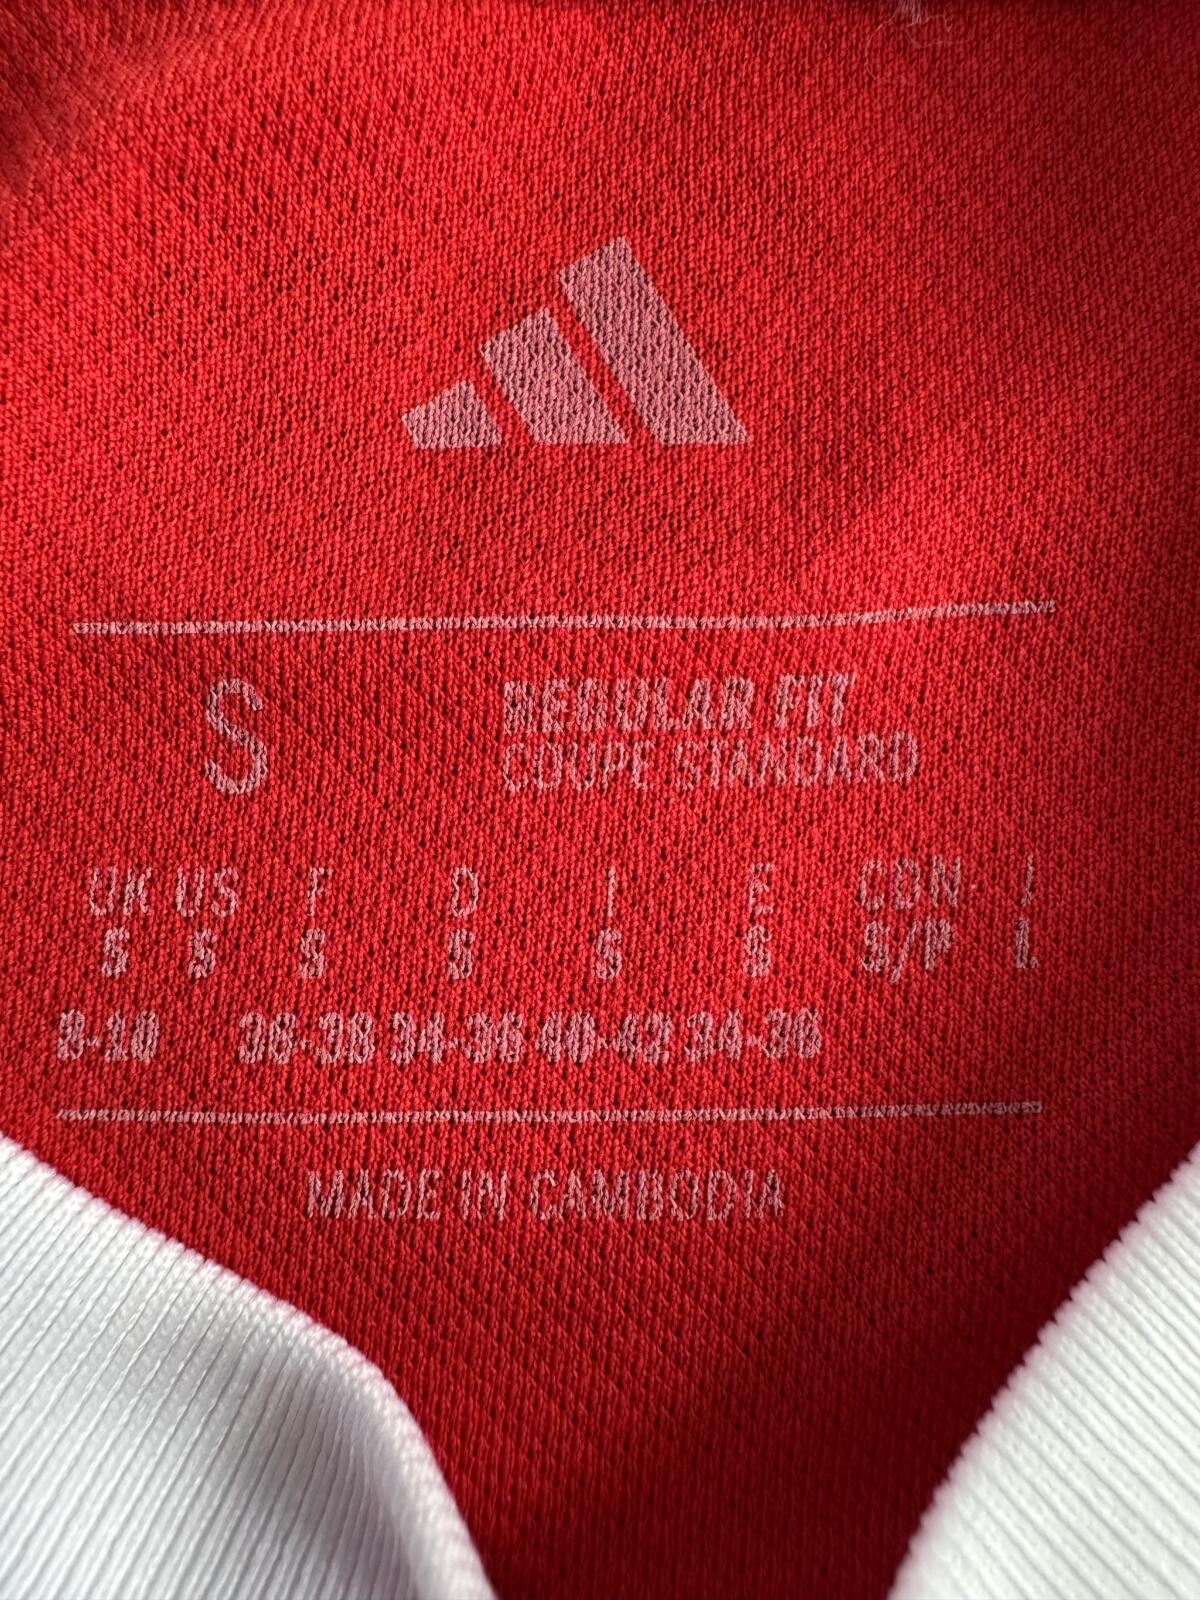 S
REGULAR FIT
COUPE STANDARD
UK US F D I E CDN J
S S S S S S S/P L
8-10 36-38 34-36 40-42 34-36
MADE IN CAMBODIA